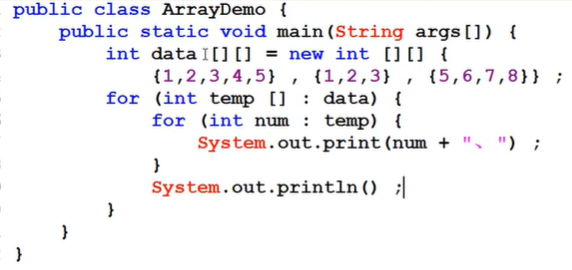 public class ArrayDemo {
public static void main(String args[]) {
int data [][] = new int [][] {
{1,2,3,4,5} , {1,2,3} , {5,6,7,8}} ;
for (int temp [] : data) {
for (int num : temp) {
System.out.print(num + "、") ;
}
System.out.println() ;
}
}
}